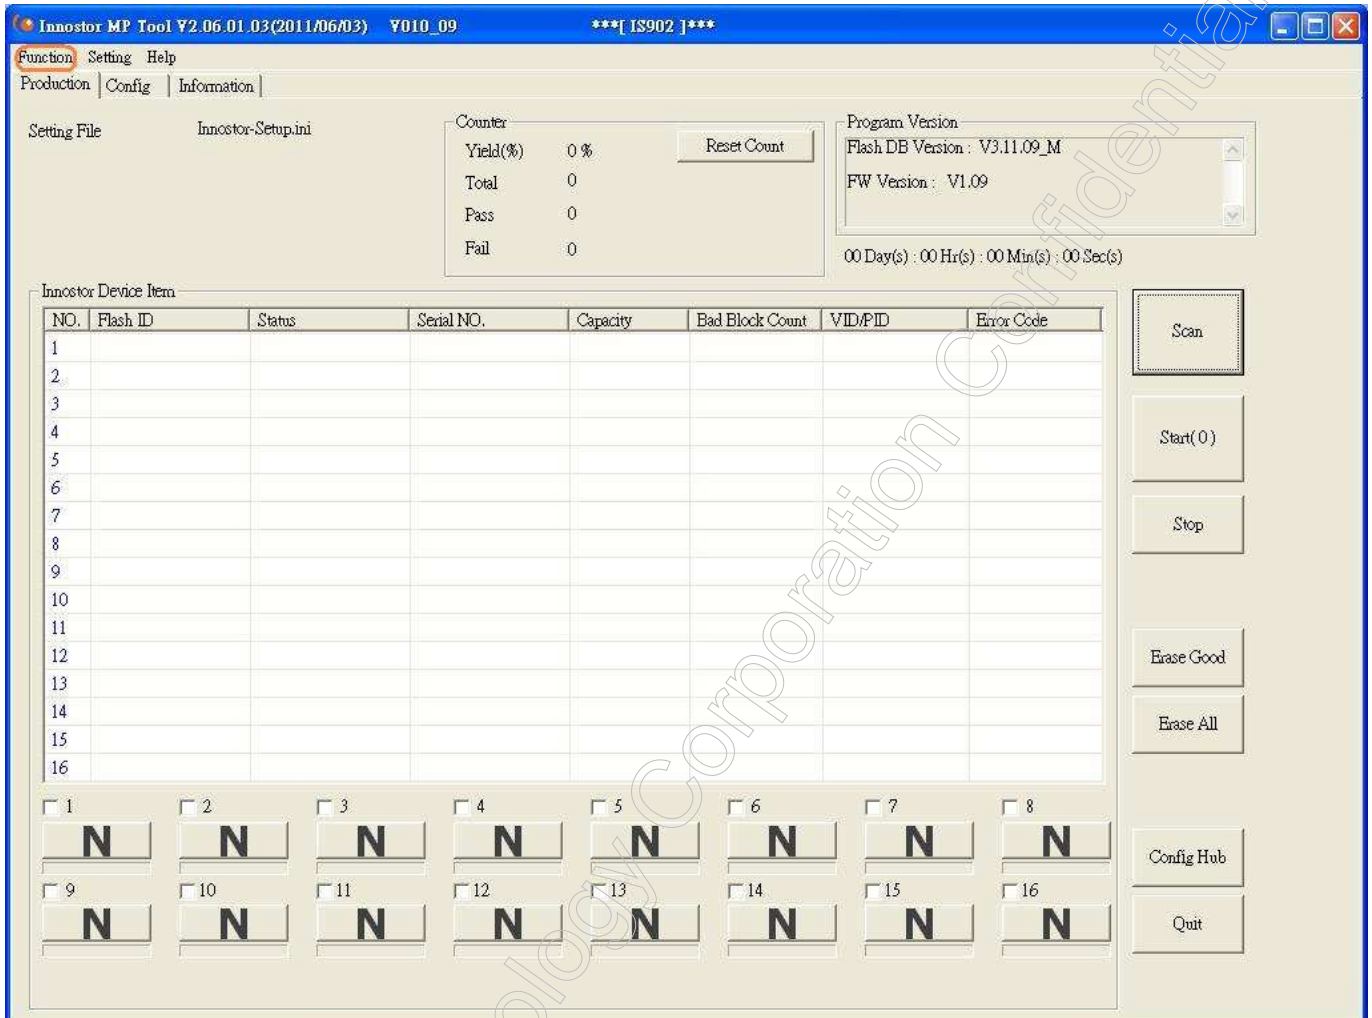 Innostor MP Tool V2.06.01.03(2011/06/03) V010_09 ***[ IS902 ]***
Function Setting Help
Production Config Information
Setting File Innostor-Setup.ini
Counter
Yield(%) 0 %
Total 0
Pass 0
Fail 0
Reset Count
Program Version
Flash DB Version : V3.11.09_M
FW Version : V1.09
00 Day(s) : 00 Hr(s) : 00 Min(s) : 00 Sec(s)
Innostor Device Item
NO. Flash ID Status Serial NO. Capacity Bad Block Count VID/PID Error Code
1
2
3
4
5
6
7
8
9
10
11
12
13
14
15
16
Scan
Start( 0 )
Stop
Erase Good
Erase All
Config Hub
Quit
1 2 3 4 5 6 7 8
N N N N N N N N
9 10 11 12 13 14 15 16
N N N N N N N N
ology Corporation Confidential